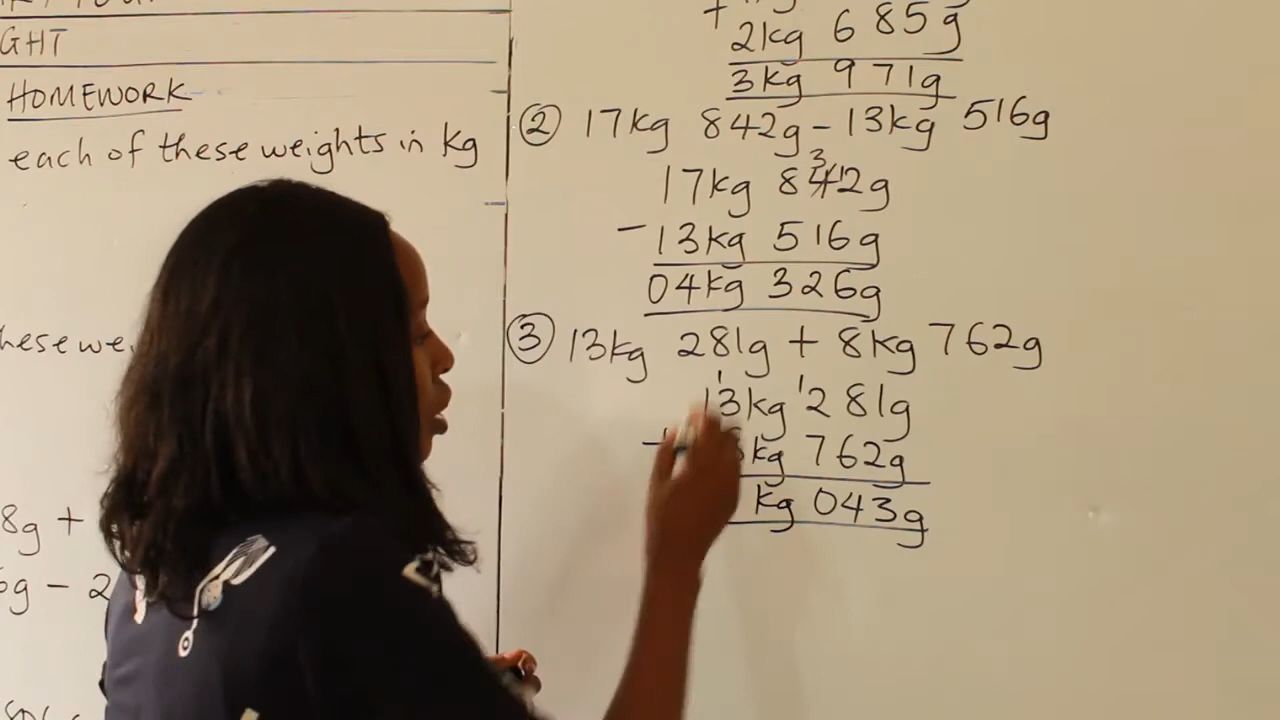 GHT
HOMEWORK
each of these weights in kg
hese we
8g +
6g - 2
+ 2kg 685g
3kg 971g
② 17kg 842g - 13kg 516g
3
17kg 8412g
- 13kg 516g
04kg 326g
③ 13kg 281g + 8kg 762g
1 1
13kg 281g
+ 8kg 762g
kg 043g